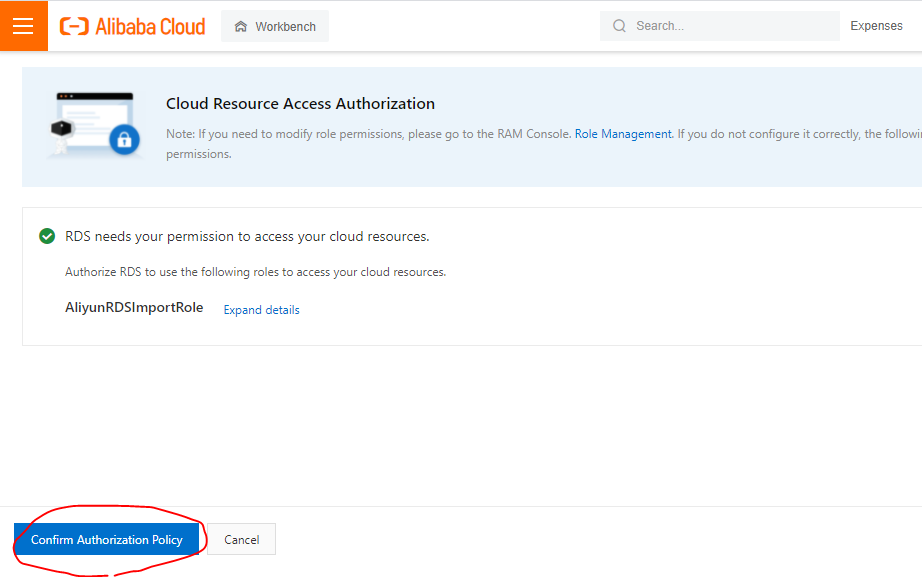 Alibaba Cloud
Workbench
Search...
Expenses
Cloud Resource Access Authorization
Note: If you need to modify role permissions, please go to the RAM Console. Role Management. If you do not configure it correctly, the
permissions.
RDS needs your permission to access your cloud resources.
Authorize RDS to use the following roles to access your cloud resources.
AliyunRDSImportRole
Expand details
Confirm Authorization Policy
Cancel